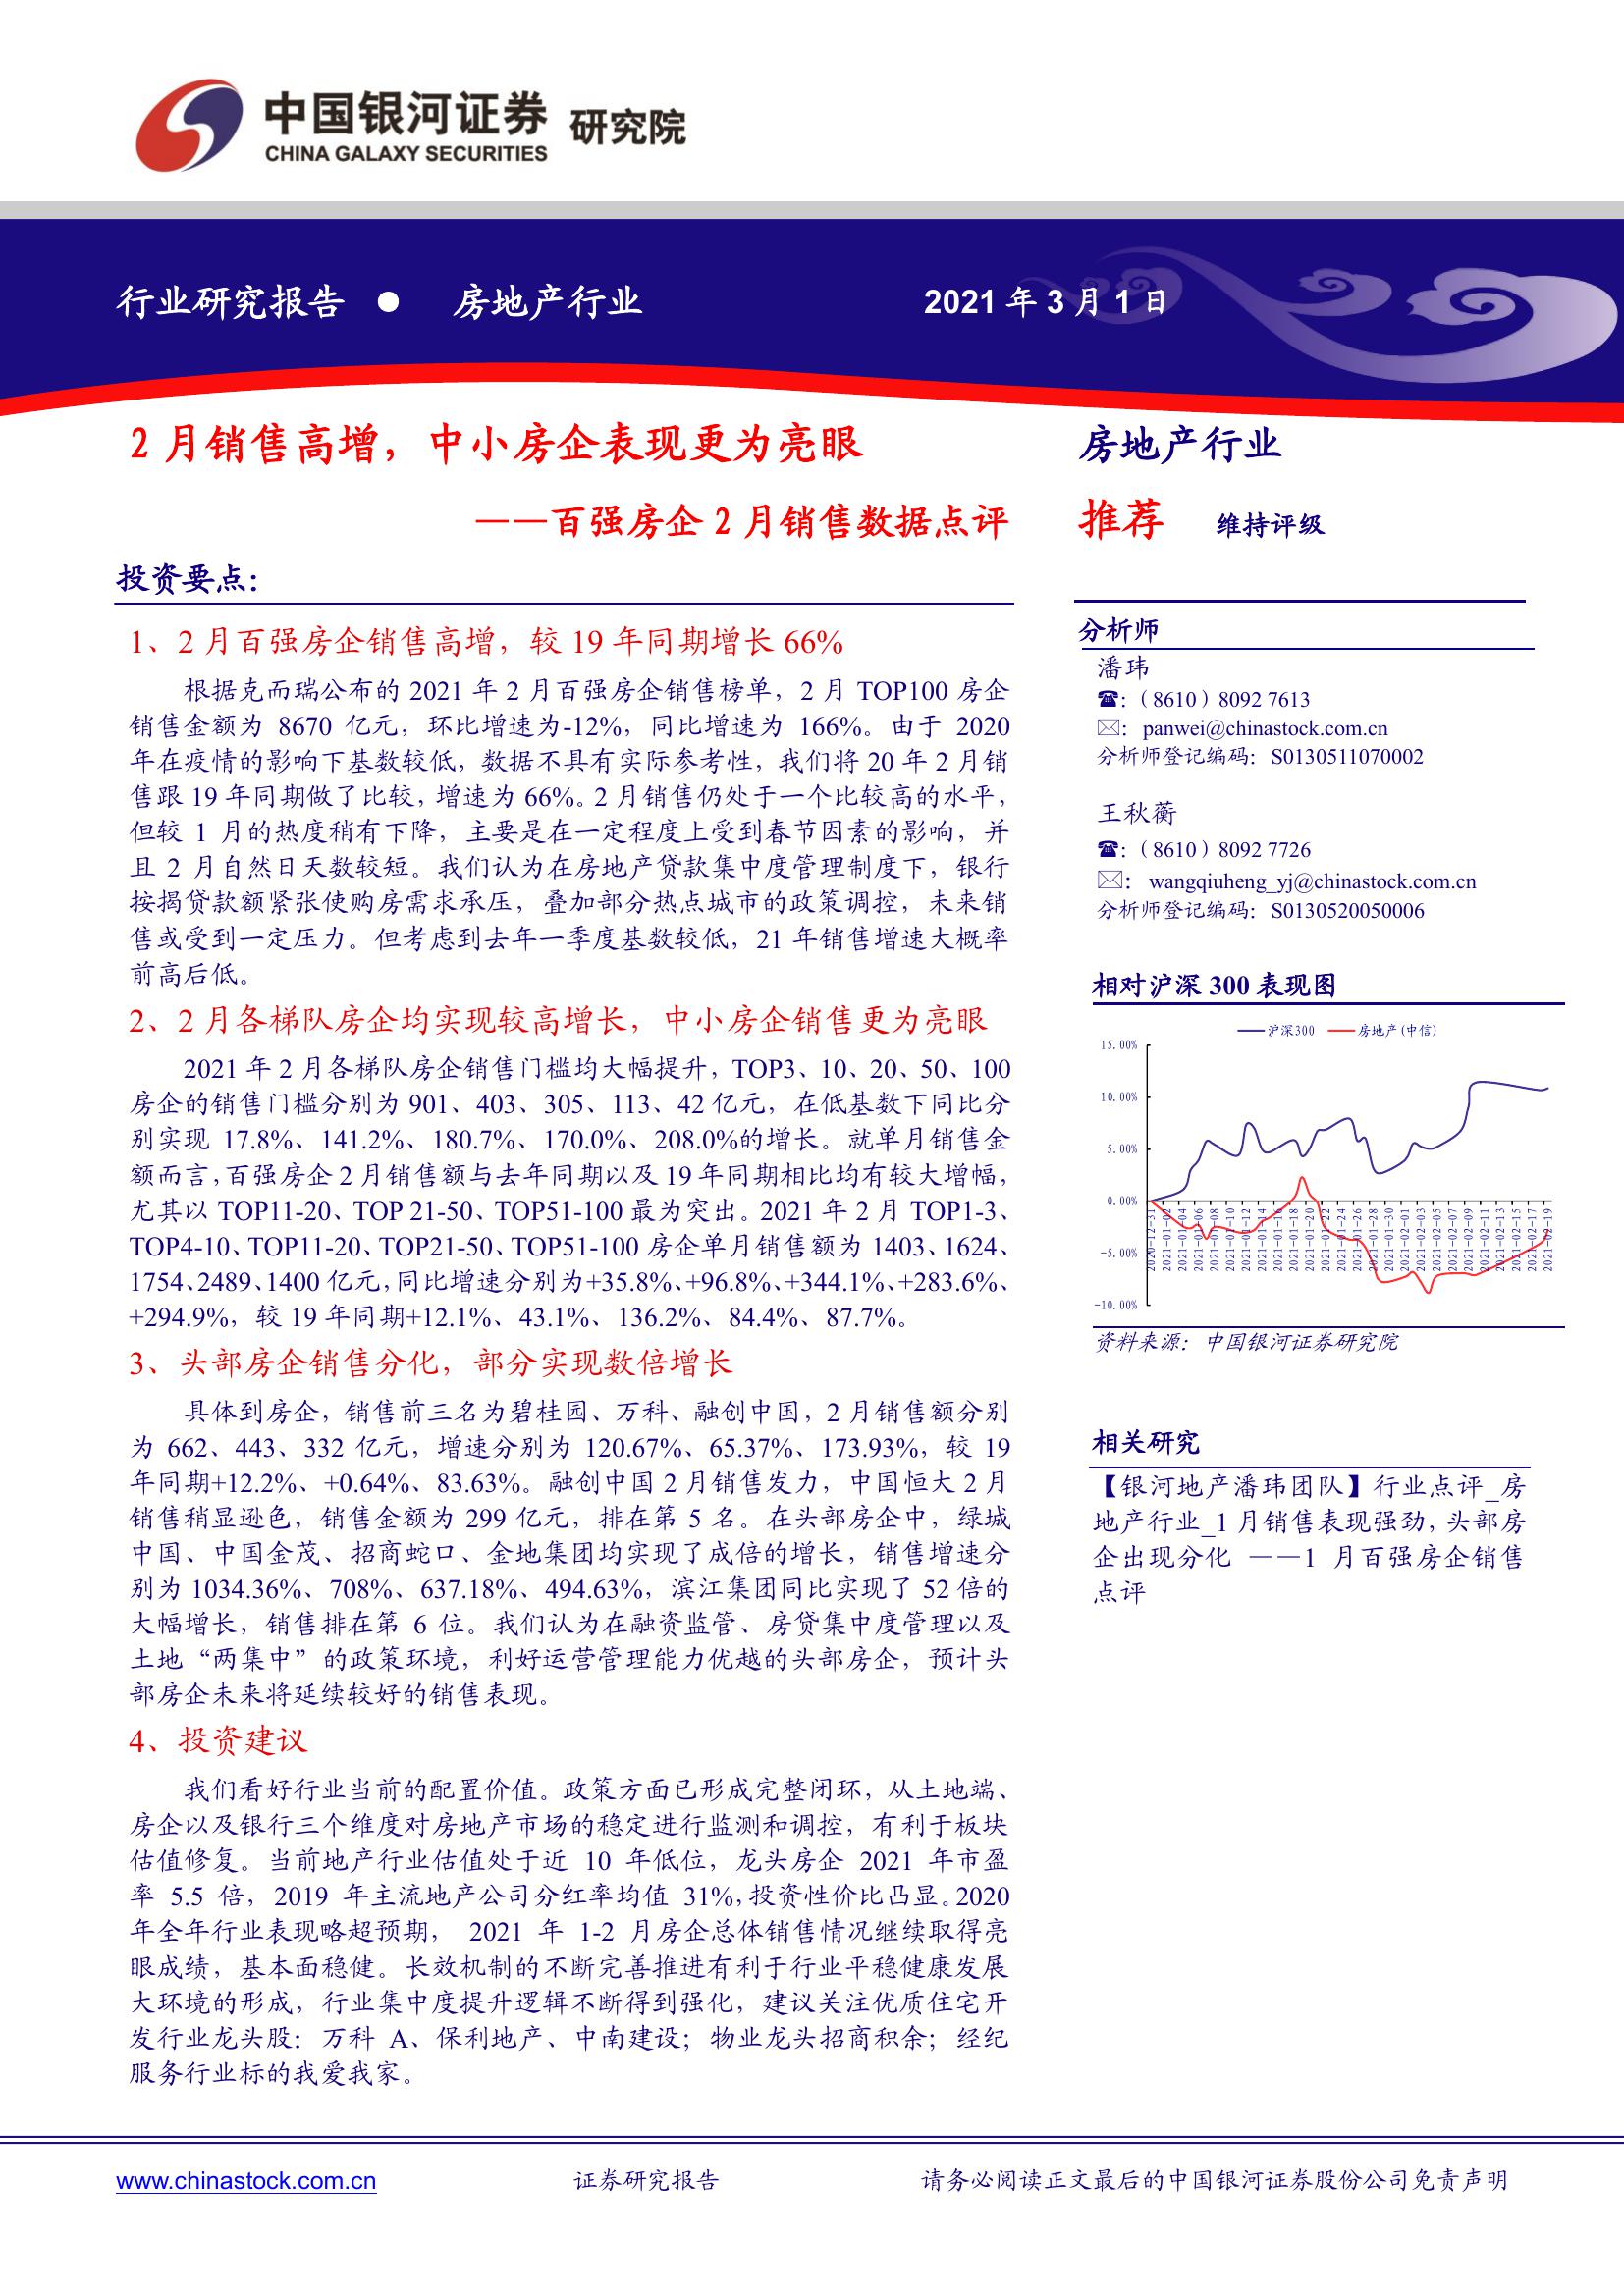 中国银河证券 研究院
CHINA GALAXY SECURITIES
行业研究报告 ● 房地产行业 2021 年 3 月 1 日
2 月销售高增，中小房企表现更为亮眼
——百强房企 2 月销售数据点评
投资要点：
1、2 月百强房企销售高增，较 19 年同期增长 66%
根据克而瑞公布的 2021 年 2 月百强房企销售榜单，2 月 TOP100 房企
销售金额为 8670 亿元，环比增速为-12%，同比增速为 166%。由于 2020
年在疫情的影响下基数较低，数据不具有实际参考性，我们将 20 年 2 月销
售跟 19 年同期做了比较，增速为 66%。2 月销售仍处于一个比较高的水平，
但较 1 月的热度稍有下降，主要是在一定程度上受到春节因素的影响，并
且 2 月自然日天数较短。我们认为在房地产贷款集中度管理制度下，银行
按揭贷款额紧张使购房需求承压，叠加部分热点城市的政策调控，未来销
售或受到一定压力。但考虑到去年一季度基数较低，21 年销售增速大概率
前高后低。
2、2 月各梯队房企均实现较高增长，中小房企销售更为亮眼
2021 年 2 月各梯队房企销售门槛均大幅提升，TOP3、10、20、50、100
房企的销售门槛分别为 901、403、305、113、42 亿元，在低基数下同比分
别实现 17.8%、141.2%、180.7%、170.0%、208.0%的增长。就单月销售金
额而言，百强房企 2 月销售额与去年同期以及 19 年同期相比均有较大增幅，
尤其以 TOP11-20、TOP 21-50、TOP51-100 最为突出。2021 年 2 月 TOP1-3、
TOP4-10、TOP11-20、TOP21-50、TOP51-100 房企单月销售额为 1403、1624、
1754、2489、1400 亿元，同比增速分别为+35.8%、+96.8%、+344.1%、+283.6%、
+294.9%，较 19 年同期+12.1%、43.1%、136.2%、84.4%、87.7%。
3、头部房企销售分化，部分实现数倍增长
具体到房企，销售前三名为碧桂园、万科、融创中国，2 月销售额分别
为 662、443、332 亿元，增速分别为 120.67%、65.37%、173.93%，较 19
年同期+12.2%、+0.64%、83.63%。融创中国 2 月销售发力，中国恒大 2 月
销售稍显逊色，销售金额为 299 亿元，排在第 5 名。在头部房企中，绿城
中国、中国金茂、招商蛇口、金地集团均实现了成倍的增长，销售增速分
别为 1034.36%、708%、637.18%、494.63%，滨江集团同比实现了 52 倍的
大幅增长，销售排在第 6 位。我们认为在融资监管、房贷集中度管理以及
土地“两集中”的政策环境，利好运营管理能力优越的头部房企，预计头
部房企未来将延续较好的销售表现。
4、投资建议
我们看好行业当前的配置价值。政策方面已形成完整闭环，从土地端、
房企以及银行三个维度对房地产市场的稳定进行监测和调控，有利于板块
估值修复。当前地产行业估值处于近 10 年低位，龙头房企 2021 年市盈
率 5.5 倍，2019 年主流地产公司分红率均值 31%，投资性价比凸显。2020
年全年行业表现略超预期， 2021 年 1-2 月房企总体销售情况继续取得亮
眼成绩，基本面稳健。长效机制的不断完善推进有利于行业平稳健康发展
大环境的形成，行业集中度提升逻辑不断得到强化，建议关注优质住宅开
发行业龙头股：万科 A、保利地产、中南建设；物业龙头招商积余；经纪
服务行业标的我爱我家。
房地产行业
推荐 维持评级
分析师
潘玮
☎:（8610）8092 7613
✉: panwei@chinastock.com.cn
分析师登记编码：S0130511070002
王秋蘅
☎:（8610）8092 7726
✉: wangqiuheng_yj@chinastock.com.cn
分析师登记编码：S0130520050006
相对沪深 300 表现图
沪深300 房地产(中信)
15.00%
10.00%
5.00%
0.00%
-5.00%
-10.00%
2020-12-31
2021-01-02
2021-01-04
2021-01-06
2021-01-08
2021-01-10
2021-01-12
2021-01-14
2021-01-16
2021-01-18
2021-01-20
2021-01-22
2021-01-24
2021-01-26
2021-01-28
2021-01-30
2021-02-01
2021-02-03
2021-02-05
2021-02-07
2021-02-09
2021-02-11
2021-02-13
2021-02-15
2021-02-17
2021-02-19
资料来源：中国银河证券研究院
相关研究
【银河地产潘玮团队】行业点评_房
地产行业_1 月销售表现强劲，头部房
企出现分化 ——1 月百强房企销售
点评
www.chinastock.com.cn 证券研究报告 请务必阅读正文最后的中国银河证券股份公司免责声明